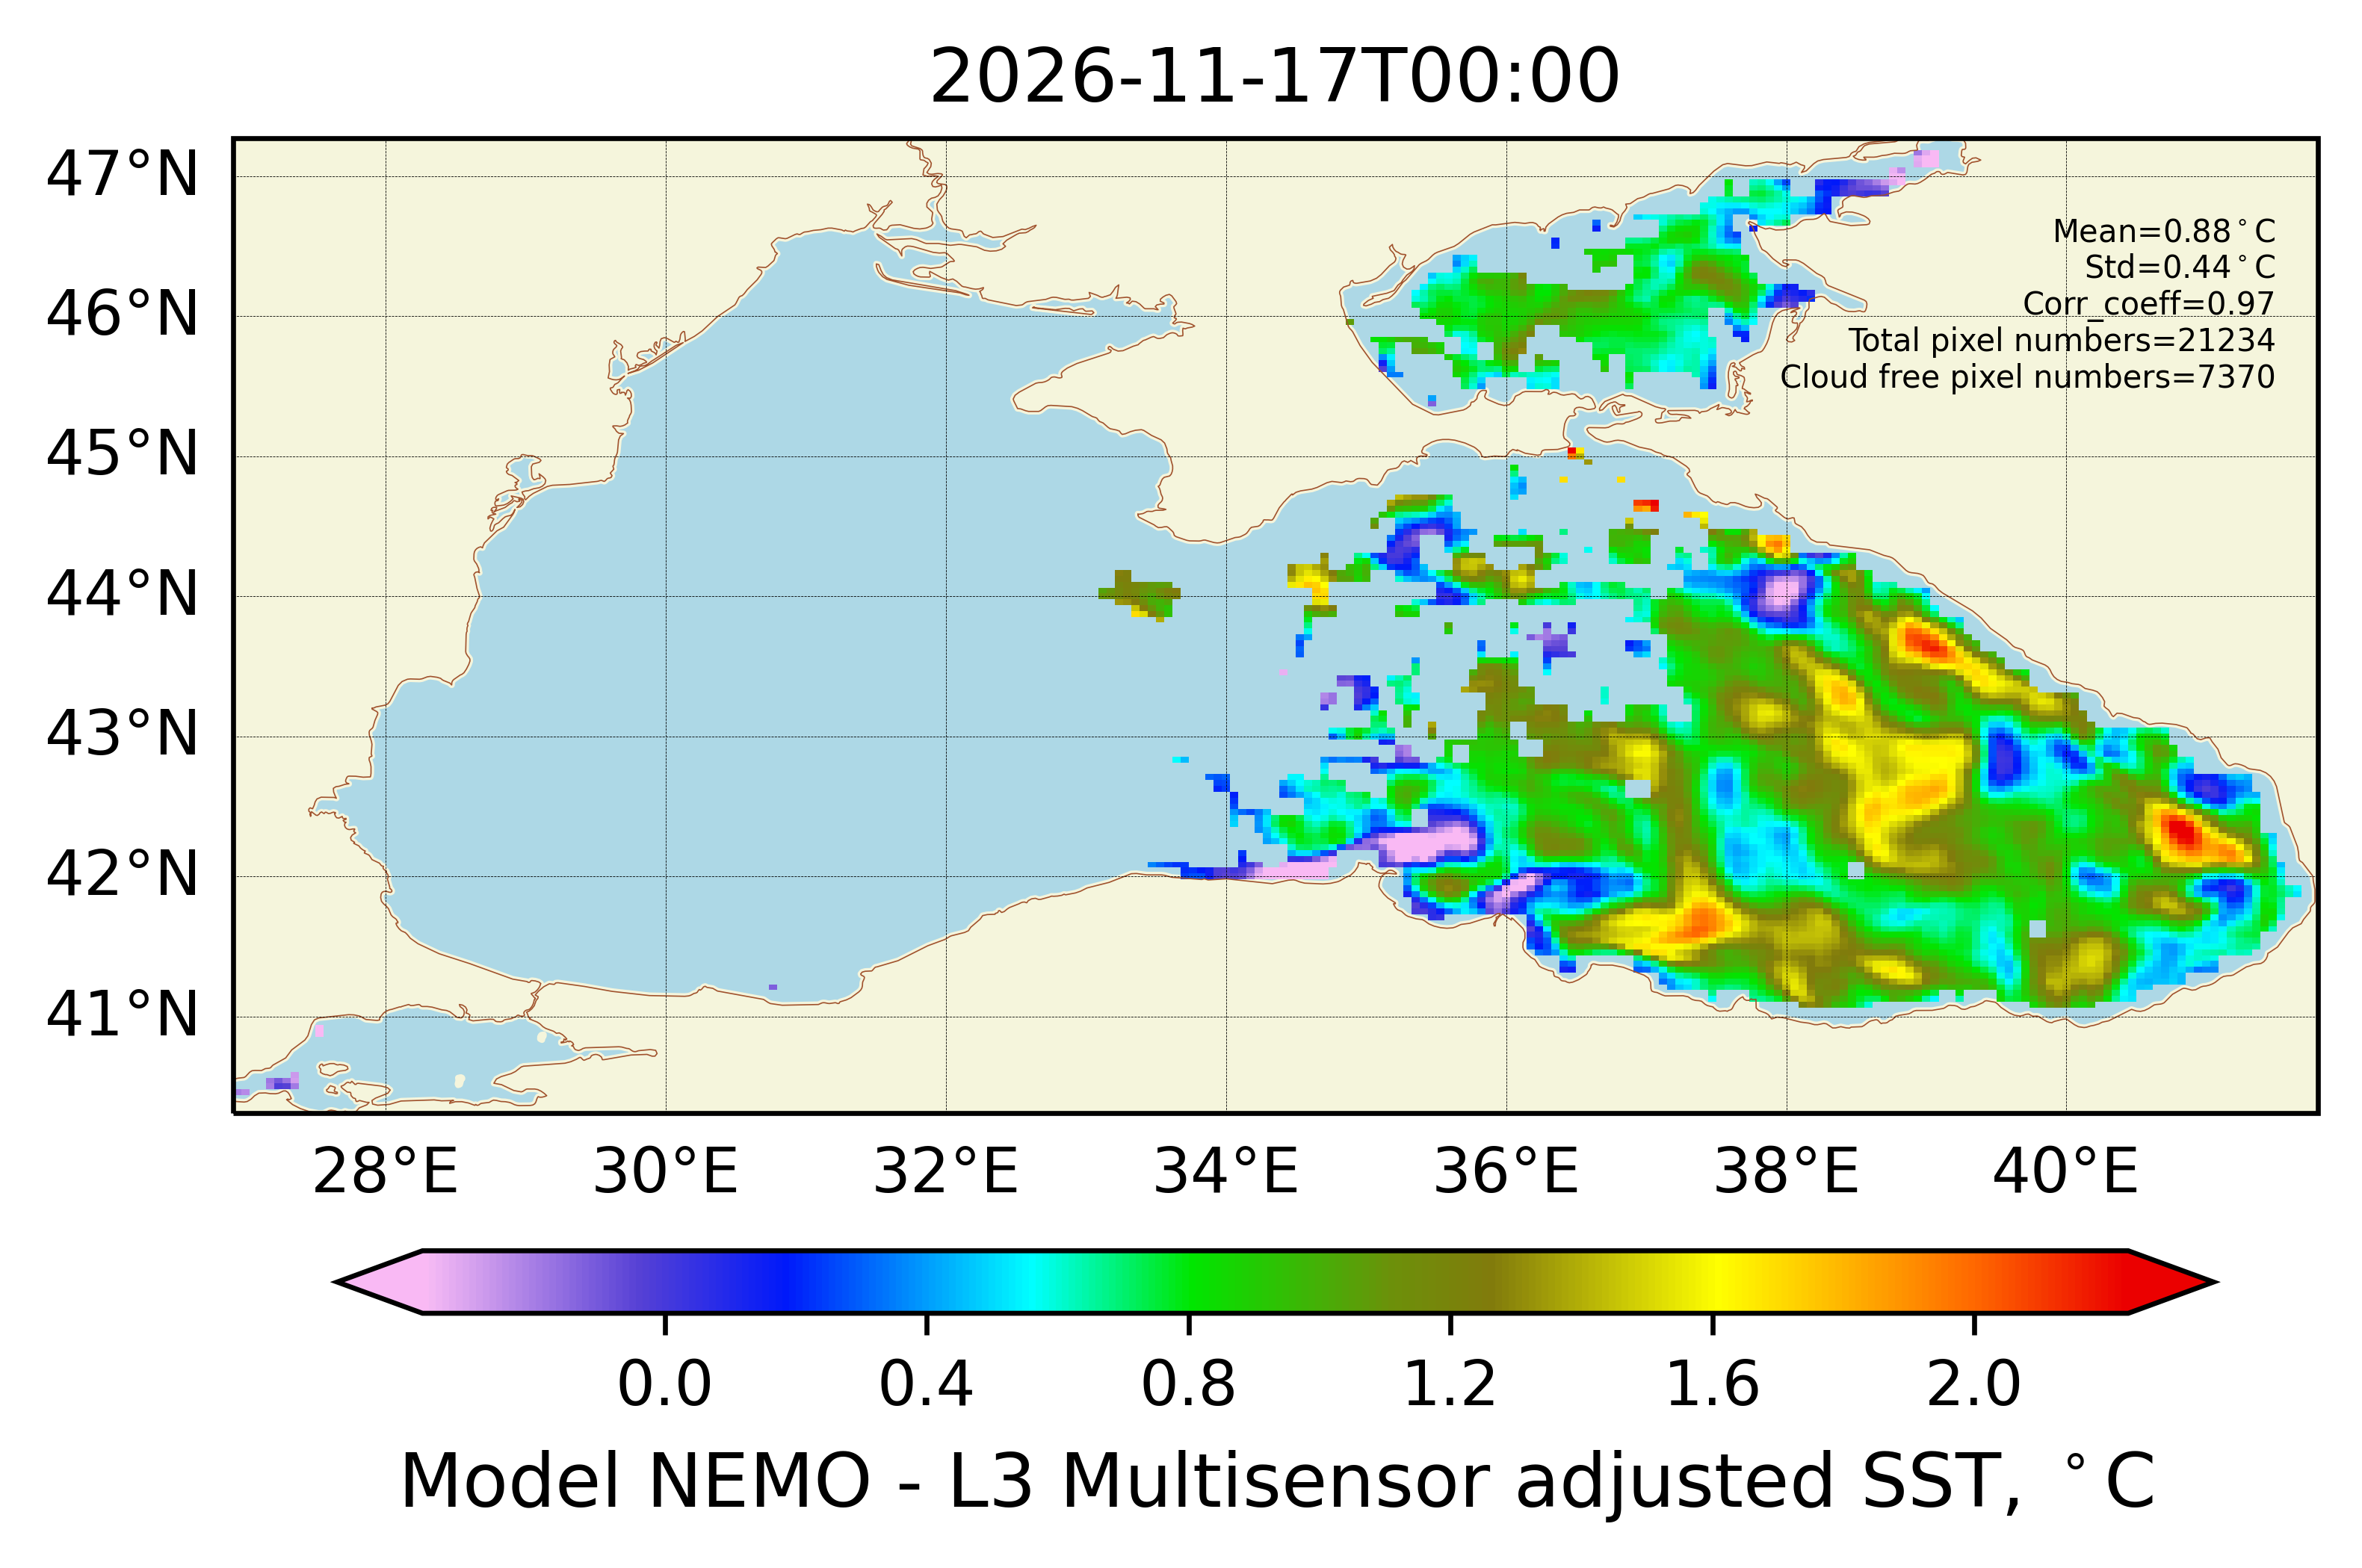 2026-11-17T00:00
47°N
46°N
45°N
44°N
43°N
42°N
41°N
Mean=0.88°C
Std=0.44°C
Corr_coeff=0.97
Total pixel numbers=21234
Cloud free pixel numbers=7370
28°E 30°E 32°E 34°E 36°E 38°E 40°E
0.0 0.4 0.8 1.2 1.6 2.0
Model NEMO - L3 Multisensor adjusted SST, °C